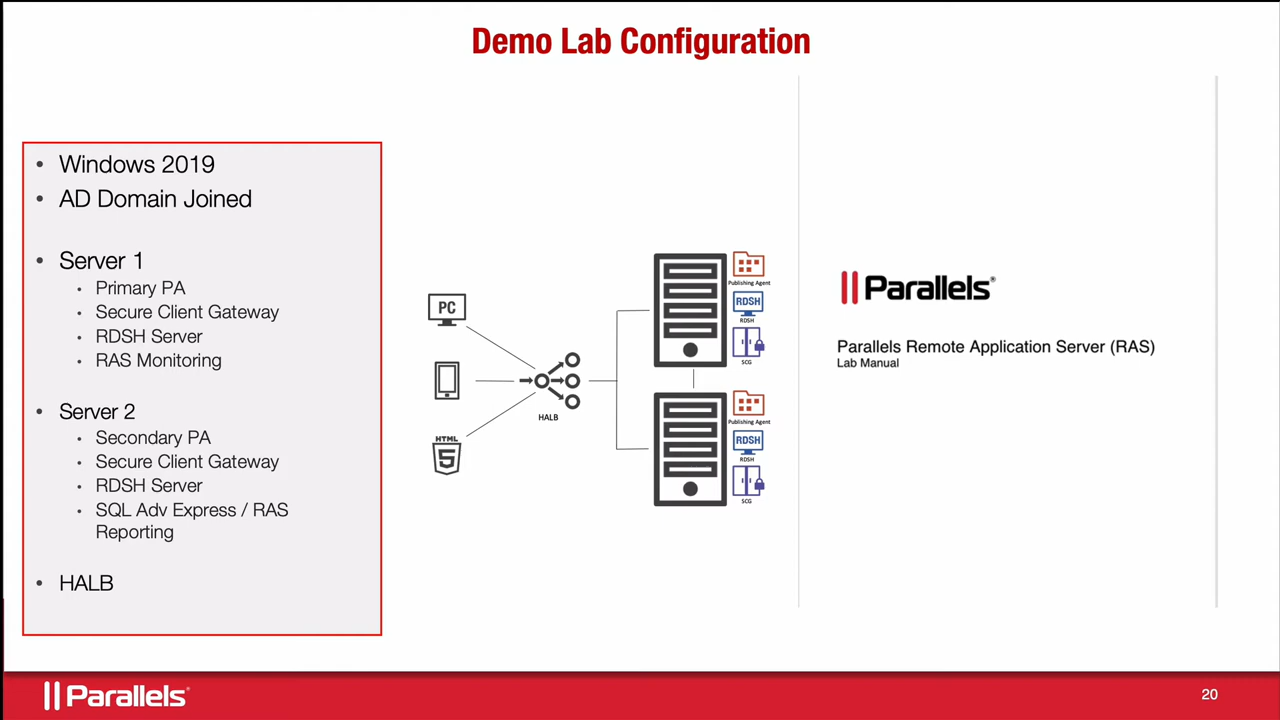 Demo Lab Configuration
• Windows 2019
• AD Domain Joined
• Server 1
• Primary PA
• Secure Client Gateway
• RDSH Server
• RAS Monitoring
• Server 2
• Secondary PA
• Secure Client Gateway
• RDSH Server
• SQL Adv Express / RAS
Reporting
• HALB
PC
HTML
5
HALB
Publishing Agent
RDSH
RDSH
SCG
Publishing Agent
RDSH
RDSH
SCG
Parallels®
Parallels Remote Application Server (RAS)
Lab Manual
Parallels®
20